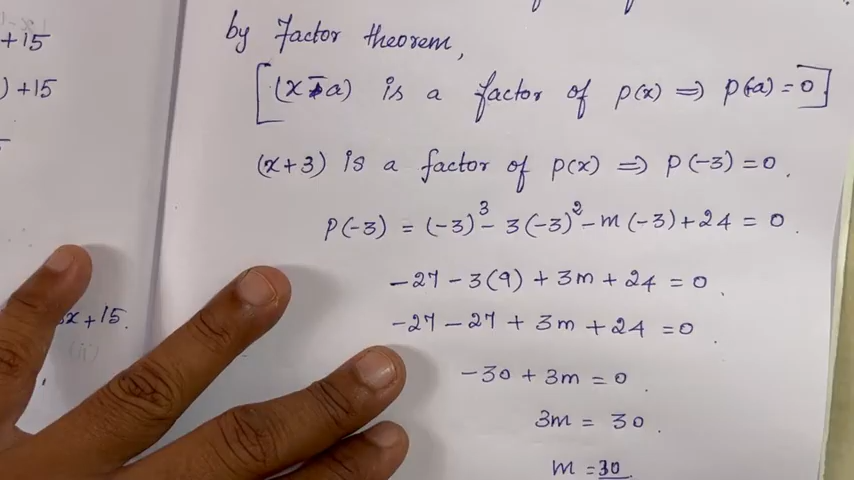 +15
) +15
3x+15.
by Factor theorem,
[(x-a) is a factor of p(x) ⇒ p(a) = 0]
(x+3) is a factor of p(x) ⇒ p(-3) = 0.
p(-3) = (-3)³ - 3(-3)² - m(-3) + 24 = 0.
-27 - 3(9) + 3m + 24 = 0.
-27 - 27 + 3m + 24 = 0.
-30 + 3m = 0.
3m = 30.
m = 30